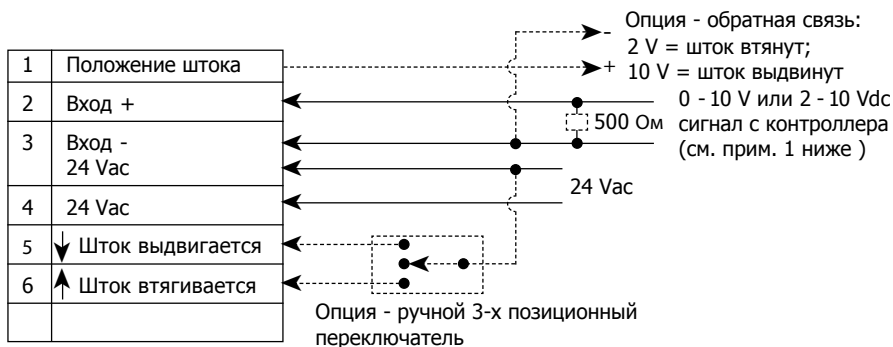 1 Положение штока
2 Вход +
3 Вход -
24 Vac
4 24 Vac
5 Шток выдвигается
6 Шток втягивается
Опция - обратная связь:
- 2 V = шток втянут;
+ 10 V = шток выдвинут
0 - 10 V или 2 - 10 Vdc
500 Ом сигнал с контроллера
(см. прим. 1 ниже )
24 Vac
Опция - ручной 3-х позиционный
переключатель